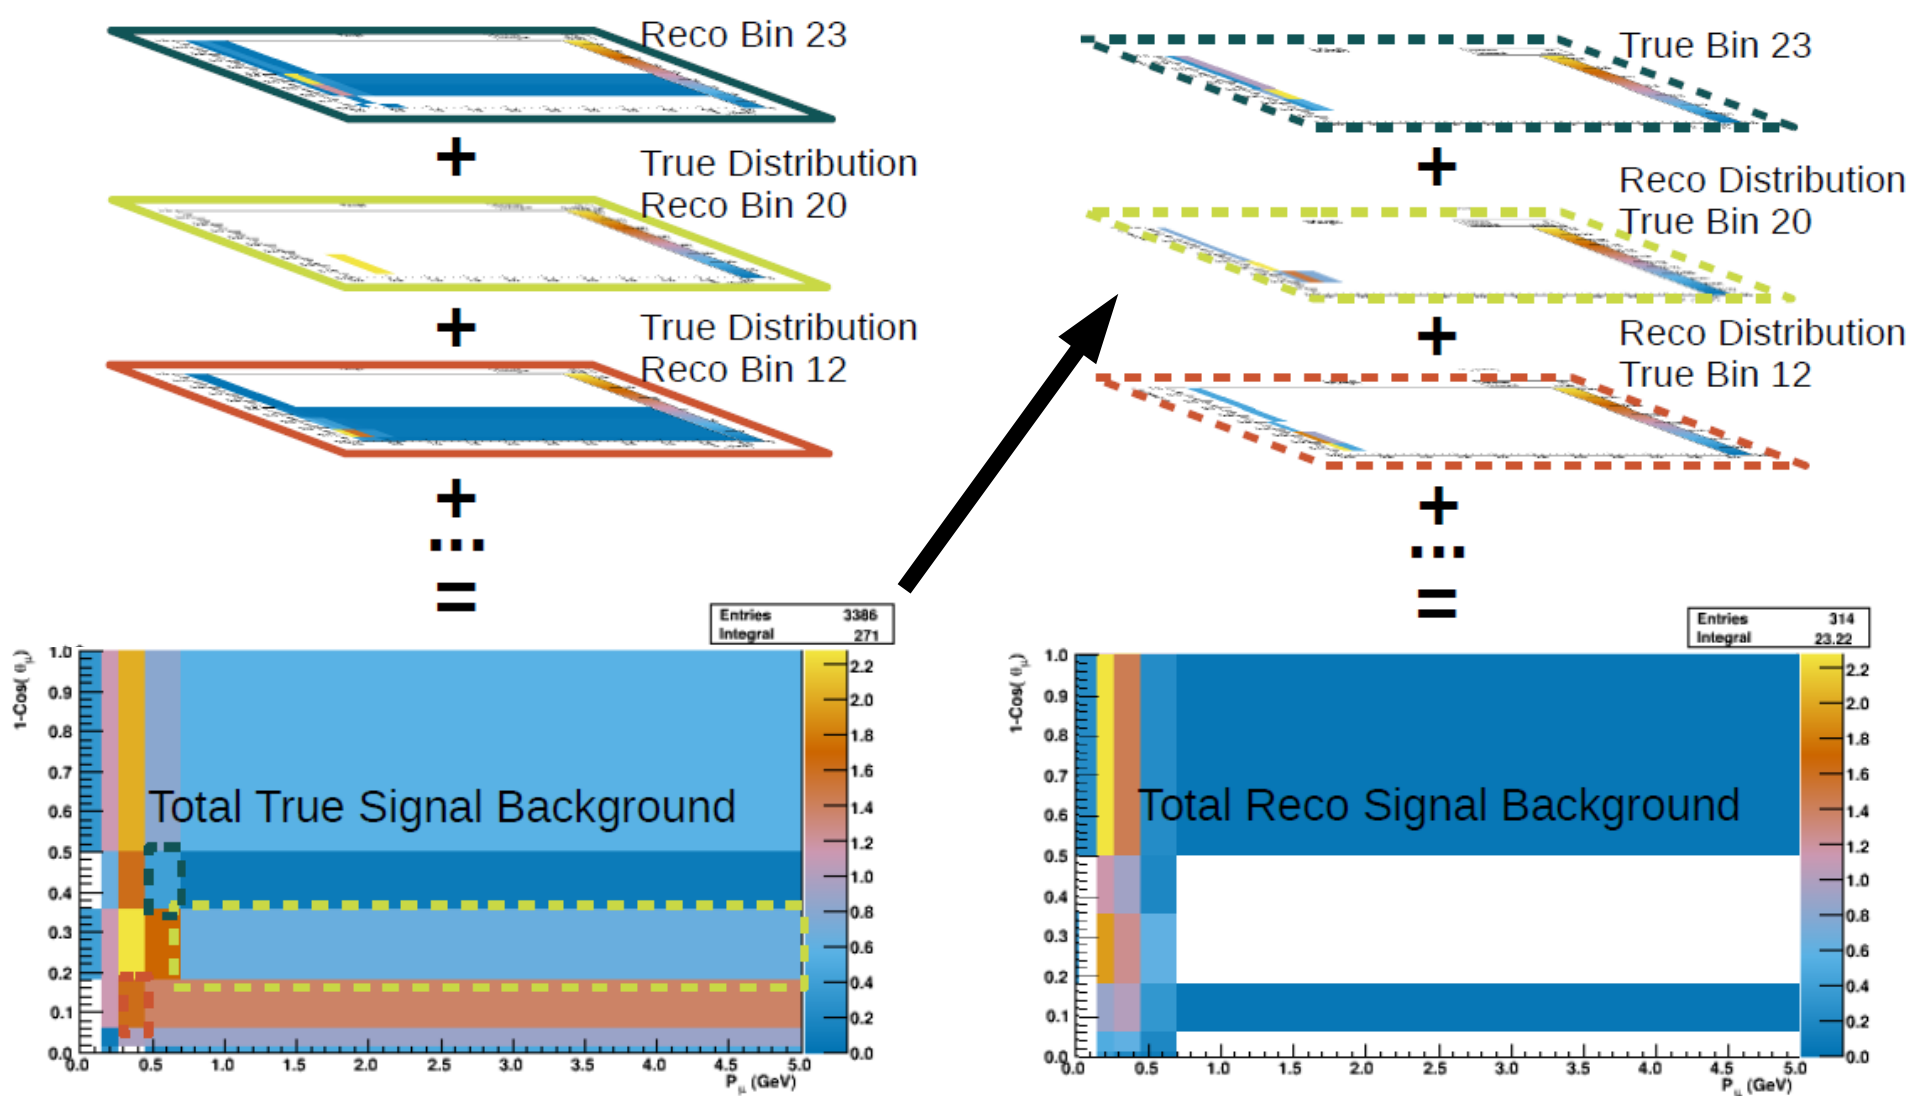 Reco Bin 23
+
True Distribution
Reco Bin 20
+
True Distribution
Reco Bin 12
+
...
=
Entries 3386
Integral 271
1-Cos( θμ)
1.0
0.9
0.8
0.7
0.6
0.5
0.4
0.3
0.2
0.1
0.0
Total True Signal Background
2.2
2.0
1.8
1.6
1.4
1.2
1.0
0.8
0.6
0.4
0.2
0.0
0.0 0.5 1.0 1.5 2.0 2.5 3.0 3.5 4.0 4.5 5.0
Pμ (GeV)
True Bin 23
+
Reco Distribution
True Bin 20
+
Reco Distribution
True Bin 12
+
...
=
Entries 314
Integral 23.22
1-Cos( θμ)
1.0
0.9
0.8
0.7
0.6
0.5
0.4
0.3
0.2
0.1
0.0
Total Reco Signal Background
2.2
2.0
1.8
1.6
1.4
1.2
1.0
0.8
0.6
0.4
0.2
0.0
0.0 0.5 1.0 1.5 2.0 2.5 3.0 3.5 4.0 4.5 5.0
Pμ (GeV)